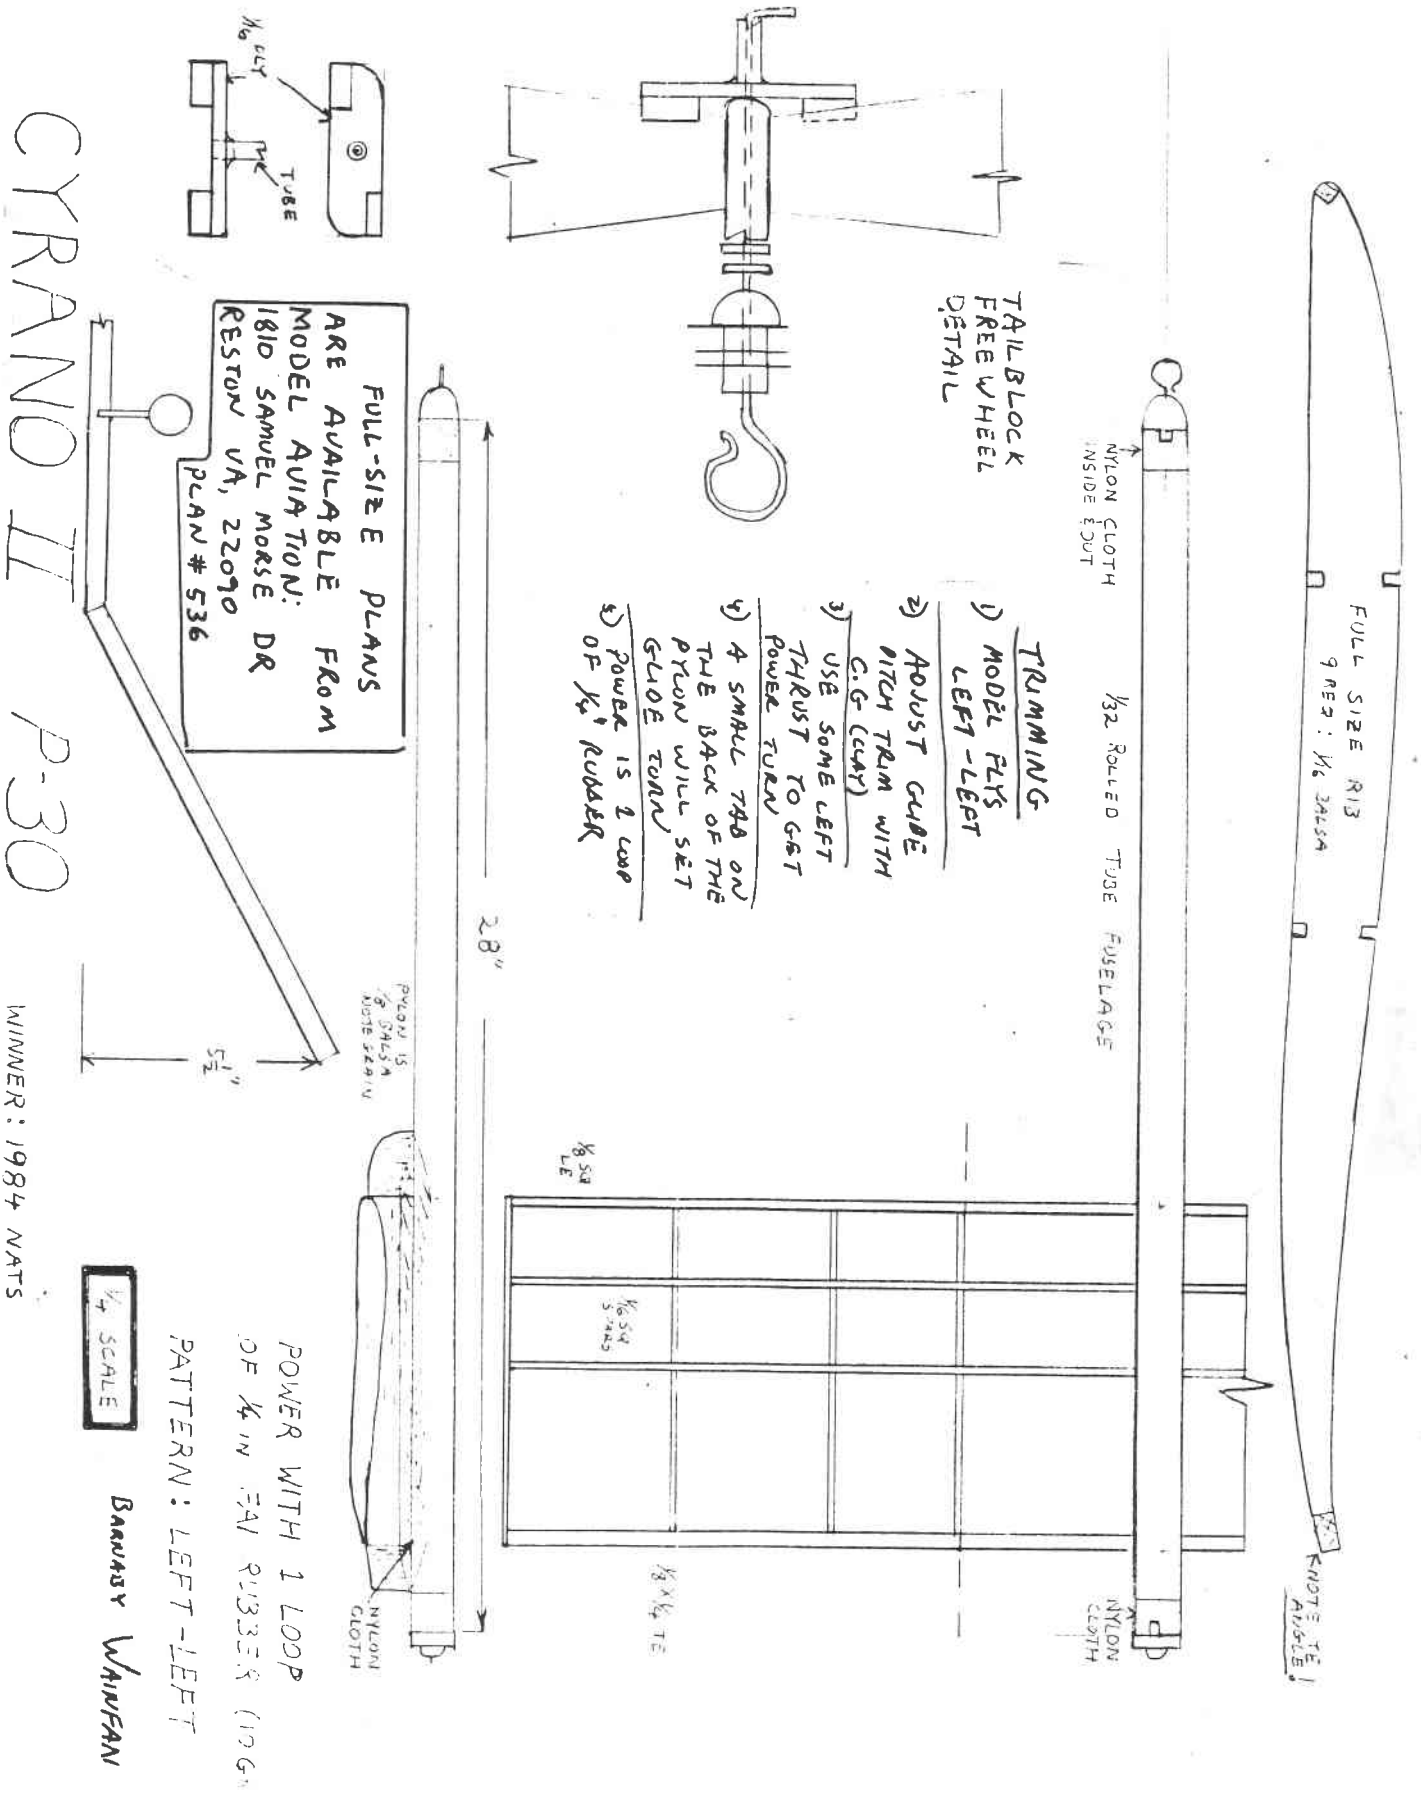 FULL SIZE RIB
9 REQ: 1/16 BALSA
NOTE TE
ANGLE!
NYLON CLOTH
INSIDE & OUT
1/32 ROLLED TUBE FUSELAGE
NYLON
CLOTH
TAILBLOCK
FREEWHEEL
DETAIL
TRIMMING
1) MODEL FLYS
LEFT-LEFT
2) ADJUST GLIDE
PITCH TRIM WITH
C.G (CLAY)
3) USE SOME LEFT
THRUST TO GET
POWER TURN
4) A SMALL TAB ON
THE BACK OF THE
PYLON WILL SET
GLIDE TURN
5) POWER IS 1 LOOP
OF 1/4" RUBBER
1/8 SQ
LE
1/16 SQ
SPARS
1/8 x 1/4 TE
28"
1/16 PLY
TUBE
FULL-SIZE PLANS
ARE AVAILABLE FROM
MODEL AVIATION:
1810 SAMUEL MORSE DR
RESTON VA, 22090
PLAN # 536
PYLON IS
1/8 BALSA
NOTE GRAIN
NYLON
CLOTH
5 1/2"
POWER WITH 1 LOOP
OF 1/4 IN FAI RUBBER (10G
PATTERN: LEFT-LEFT
1/4 SCALE
BARNABY WAINFAN
CYRANO II P-30
WINNER: 1984 NATS